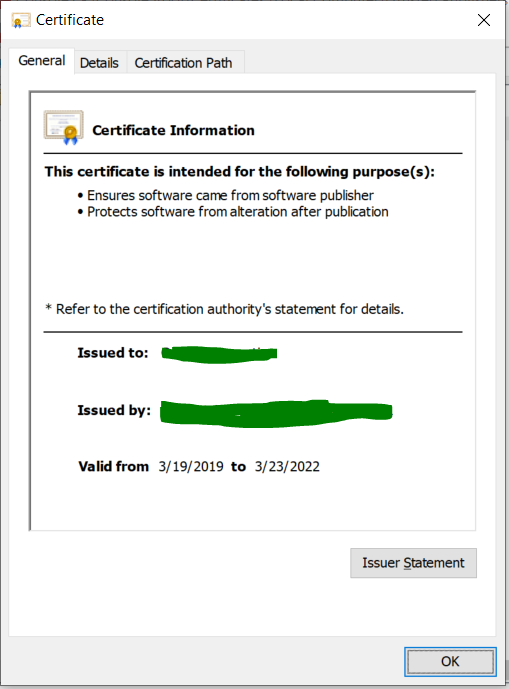 Certificate
General Details Certification Path
Certificate Information
This certificate is intended for the following purpose(s):
• Ensures software came from software publisher
• Protects software from alteration after publication
* Refer to the certification authority's statement for details.
Issued to:
Issued by:
Valid from 3/19/2019 to 3/23/2022
Issuer Statement
OK